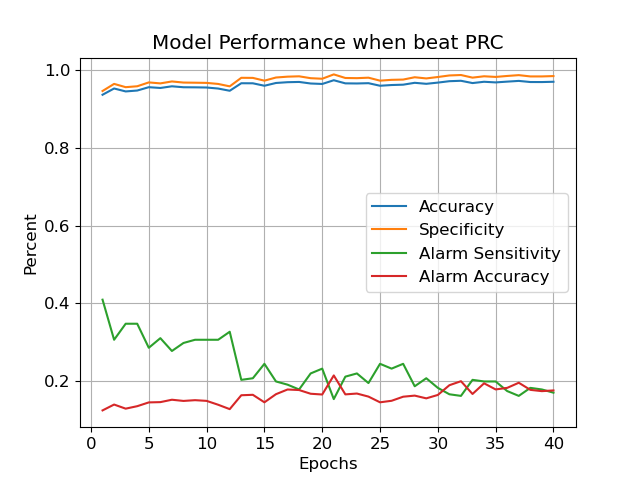 Model Performance when beat PRC
1.0
0.8
0.6
0.4
0.2
Percent
Accuracy
Specificity
Alarm Sensitivity
Alarm Accuracy
0 5 10 15 20 25 30 35 40
Epochs